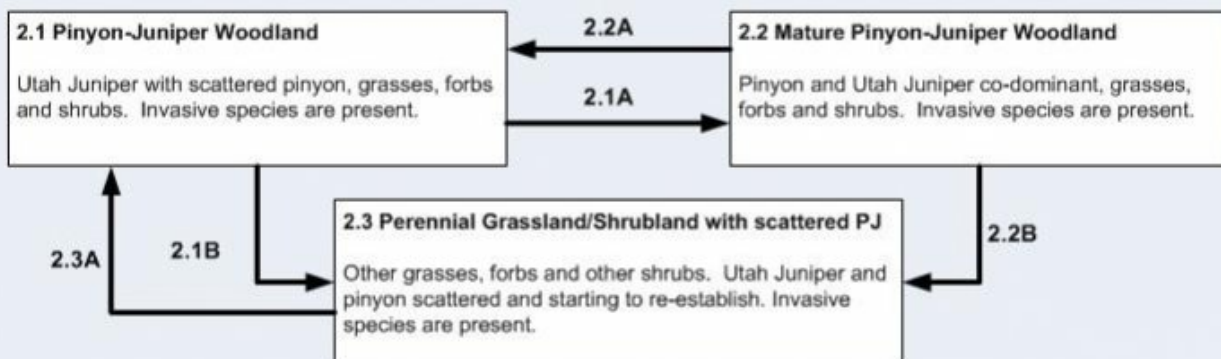 2.1 Pinyon-Juniper Woodland
Utah Juniper with scattered pinyon, grasses, forbs
and shrubs. Invasive species are present.
2.2A
2.1A
2.2 Mature Pinyon-Juniper Woodland
Pinyon and Utah Juniper co-dominant, grasses,
forbs and shrubs. Invasive species are present.
2.3A
2.1B
2.3 Perennial Grassland/Shrubland with scattered PJ
Other grasses, forbs and other shrubs. Utah Juniper and
pinyon scattered and starting to re-establish. Invasive
species are present.
2.2B